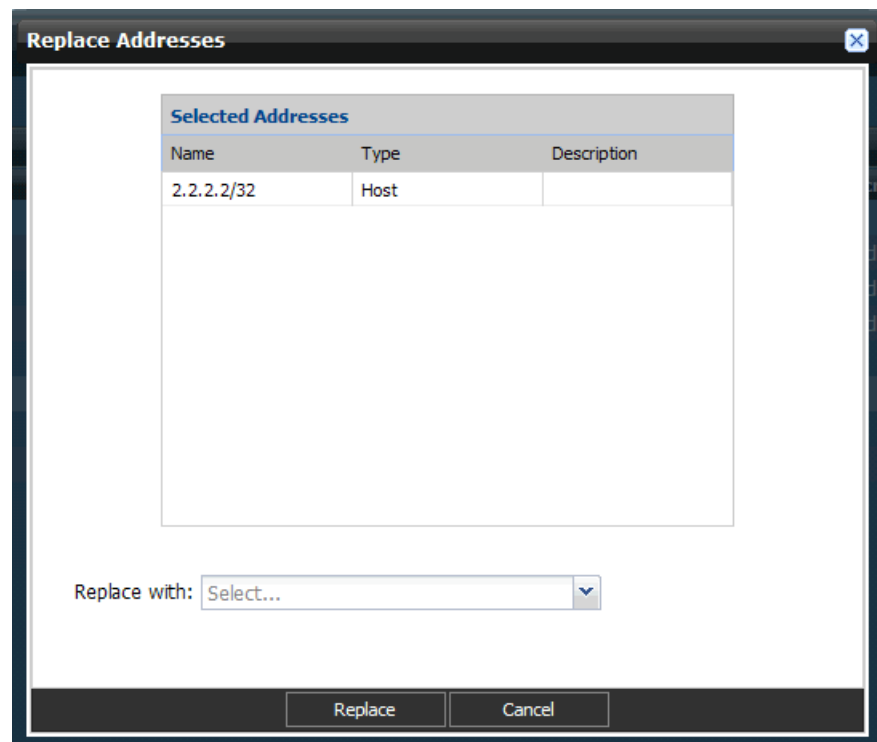 Replace Addresses
Selected Addresses
Name Type Description
2.2.2.2/32 Host
Replace with: Select...
Replace Cancel